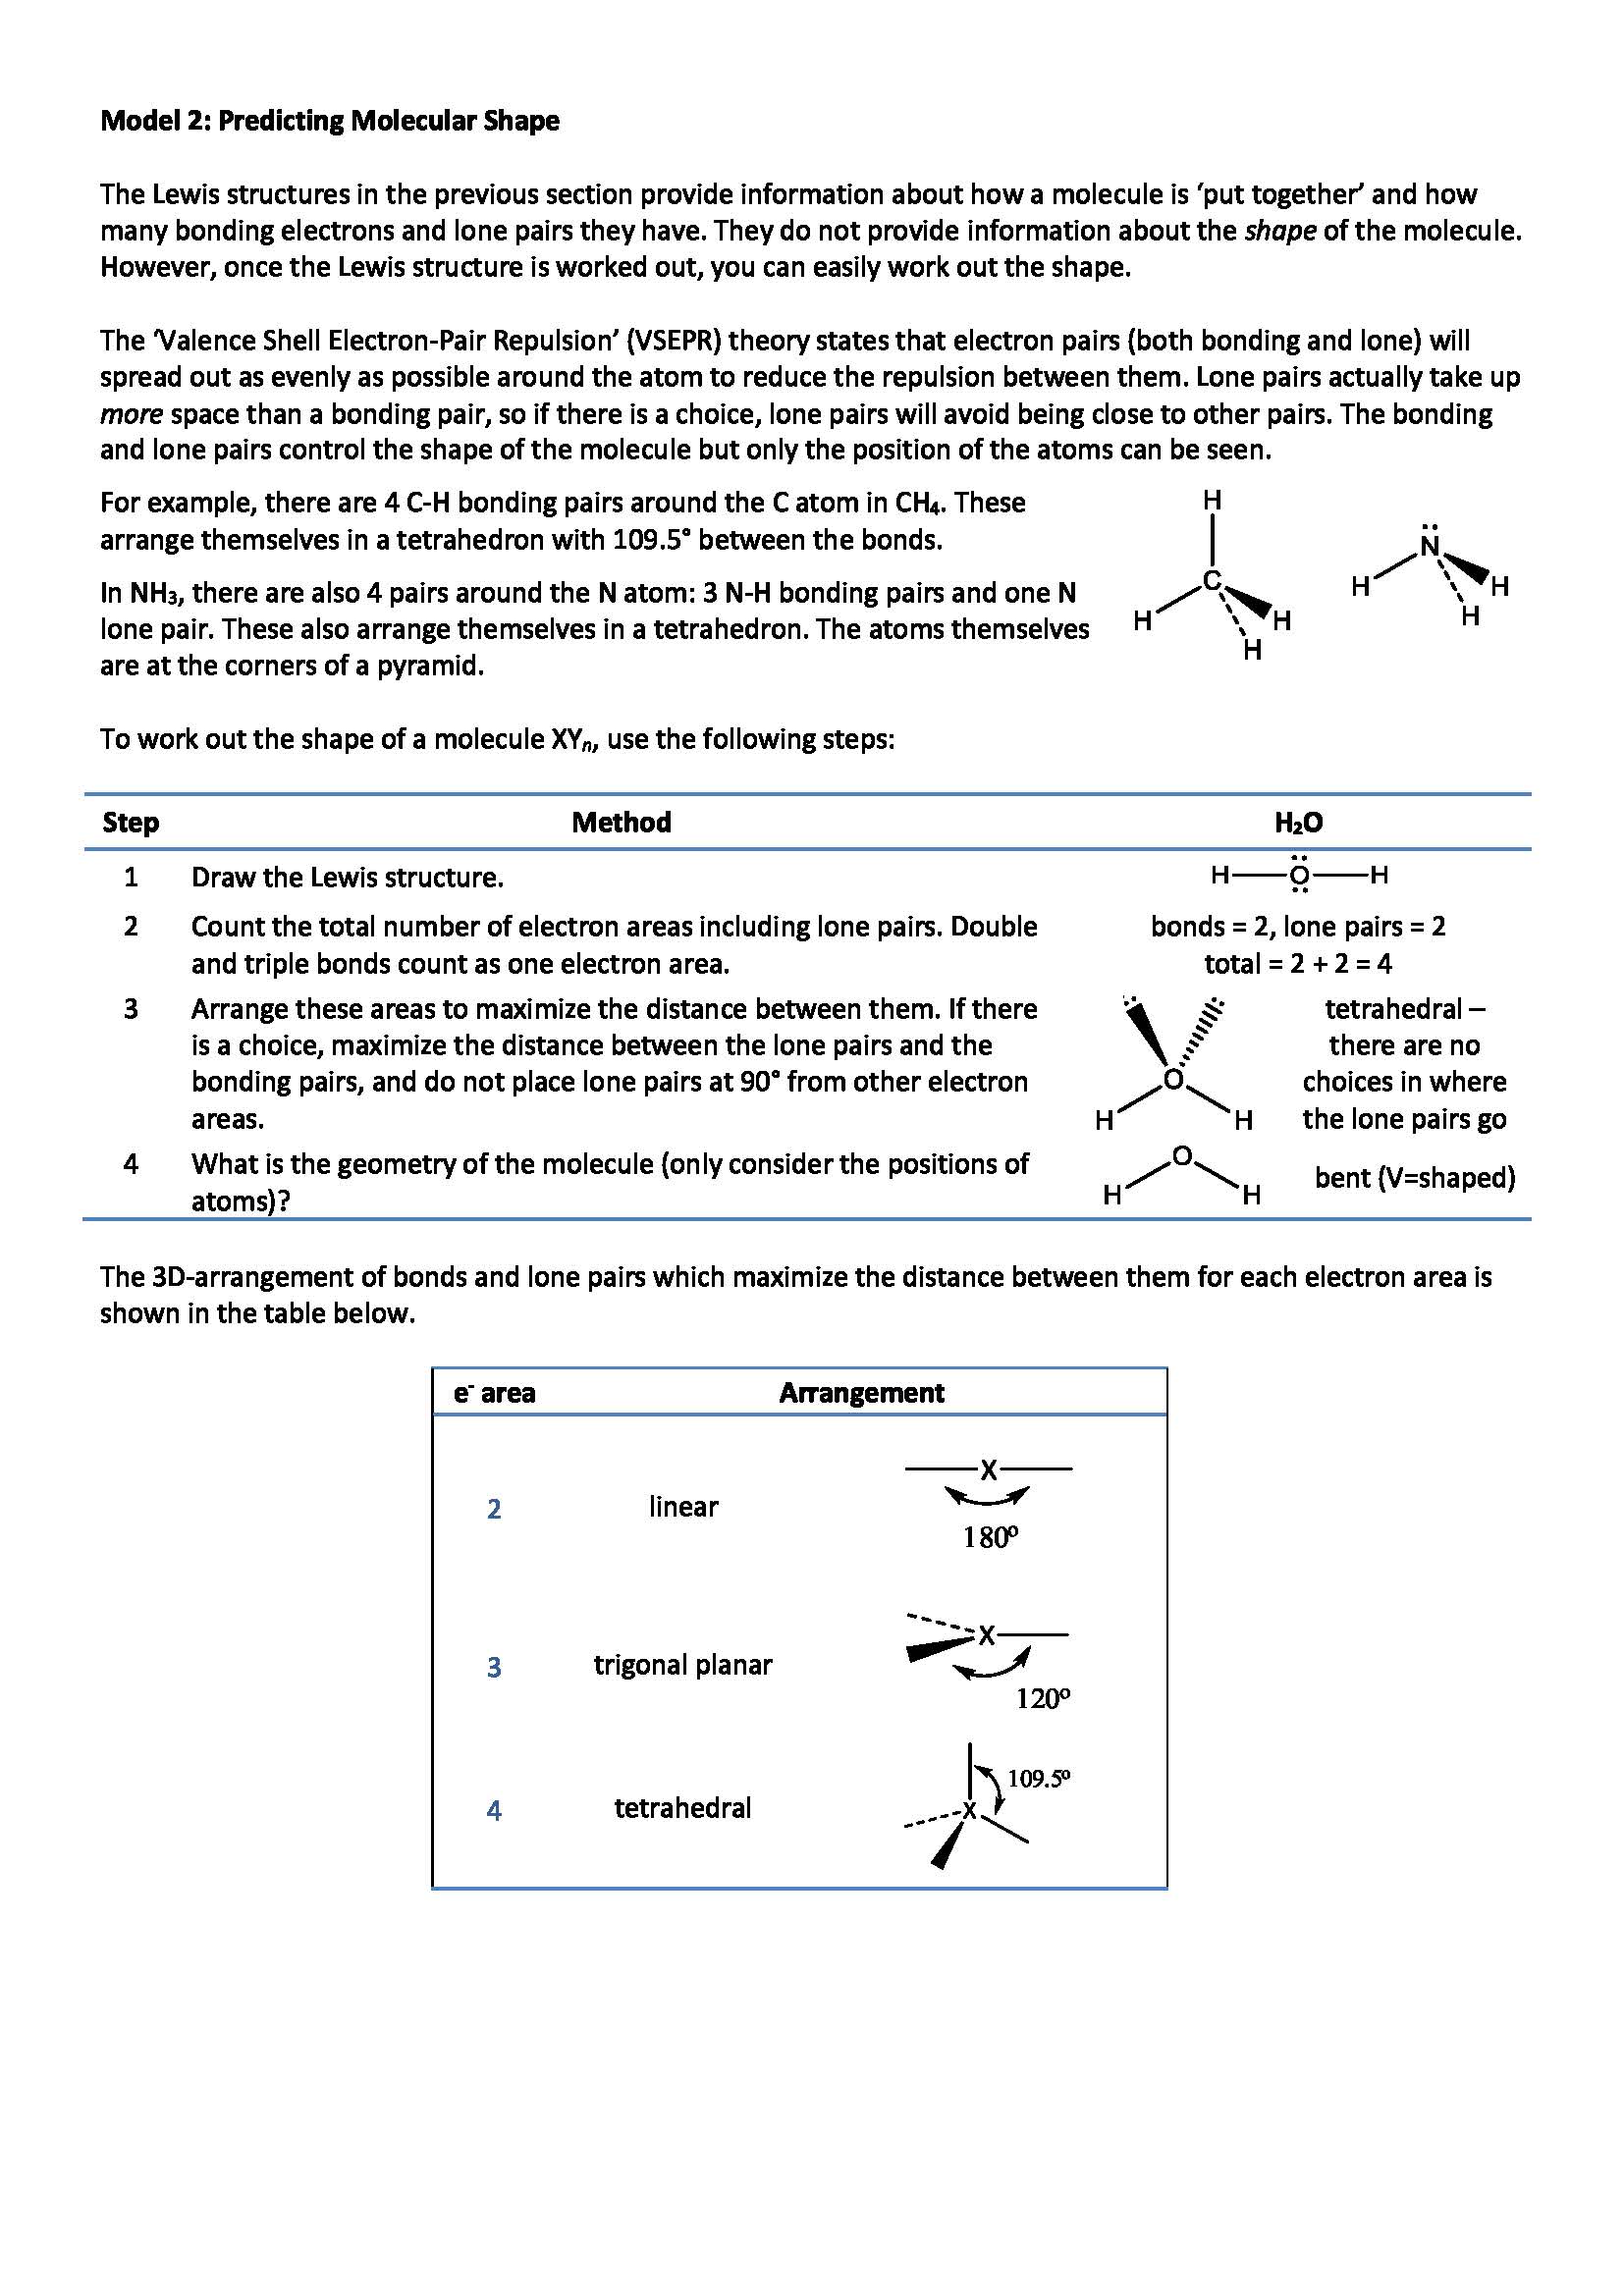 Model 2: Predicting Molecular Shape
The Lewis structures in the previous section provide information about how a molecule is ‘put together’ and how
many bonding electrons and lone pairs they have. They do not provide information about the shape of the molecule.
However, once the Lewis structure is worked out, you can easily work out the shape.
The ‘Valence Shell Electron-Pair Repulsion’ (VSEPR) theory states that electron pairs (both bonding and lone) will
spread out as evenly as possible around the atom to reduce the repulsion between them. Lone pairs actually take up
more space than a bonding pair, so if there is a choice, lone pairs will avoid being close to other pairs. The bonding
and lone pairs control the shape of the molecule but only the position of the atoms can be seen.
For example, there are 4 C-H bonding pairs around the C atom in CH₄. These
arrange themselves in a tetrahedron with 109.5° between the bonds.
In NH₃, there are also 4 pairs around the N atom: 3 N-H bonding pairs and one N
lone pair. These also arrange themselves in a tetrahedron. The atoms themselves
are at the corners of a pyramid.
H
C
H
H
H
N
H
H
H
To work out the shape of a molecule XYₙ, use the following steps:
Step Method H₂O
1 Draw the Lewis structure.
H O H
2 Count the total number of electron areas including lone pairs. Double
and triple bonds count as one electron area.
bonds = 2, lone pairs = 2
total = 2 + 2 = 4
3 Arrange these areas to maximize the distance between them. If there
is a choice, maximize the distance between the lone pairs and the
bonding pairs, and do not place lone pairs at 90° from other electron
areas.
O
H H
tetrahedral –
there are no
choices in where
the lone pairs go
4 What is the geometry of the molecule (only consider the positions of
atoms)?
O
H H
bent (V=shaped)
The 3D-arrangement of bonds and lone pairs which maximize the distance between them for each electron area is
shown in the table below.
e⁻ area Arrangement
2 linear
X
180º
3 trigonal planar
X
120º
4 tetrahedral
109.5º
X